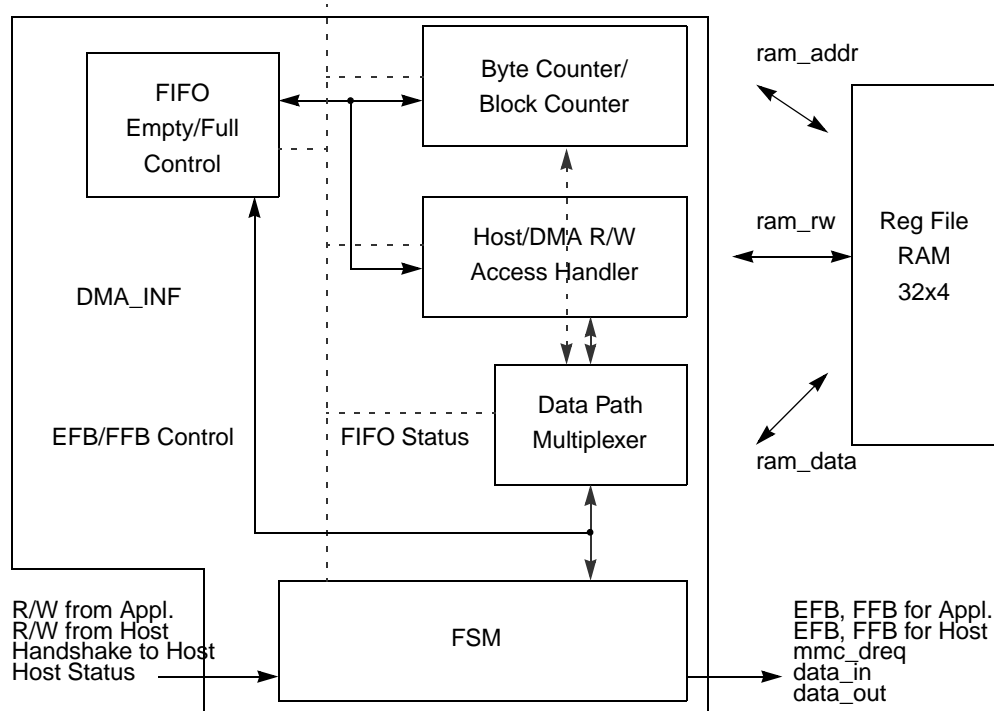 Byte Counter/
Block Counter
FIFO
Empty/Full
Control
ram_addr
Host/DMA R/W
Access Handler
ram_rw
Reg File
RAM
32x4
DMA_INF
Data Path
Multiplexer
EFB/FFB Control
FIFO Status
ram_data
R/W from Appl.
R/W from Host
Handshake to Host
Host Status
FSM
EFB, FFB for Appl.
EFB, FFB for Host
mmc_dreq
data_in
data_out